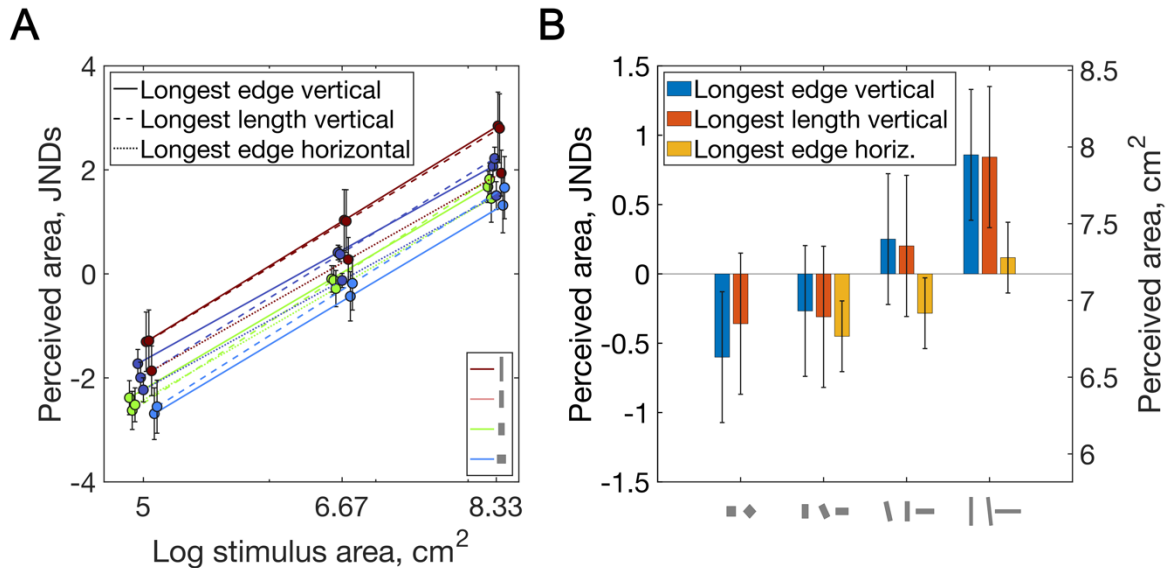 A
Perceived area, JNDs
4
2
0
-2
-4
Longest edge vertical
Longest length vertical
Longest edge horizontal
5
6.67
8.33
Log stimulus area, cm2
B
Perceived area, JNDs
1.5
1
0.5
0
-0.5
-1
-1.5
Longest edge vertical
Longest length vertical
Longest edge horiz.
8.5
8
7.5
7
6.5
6
Perceived area, cm2